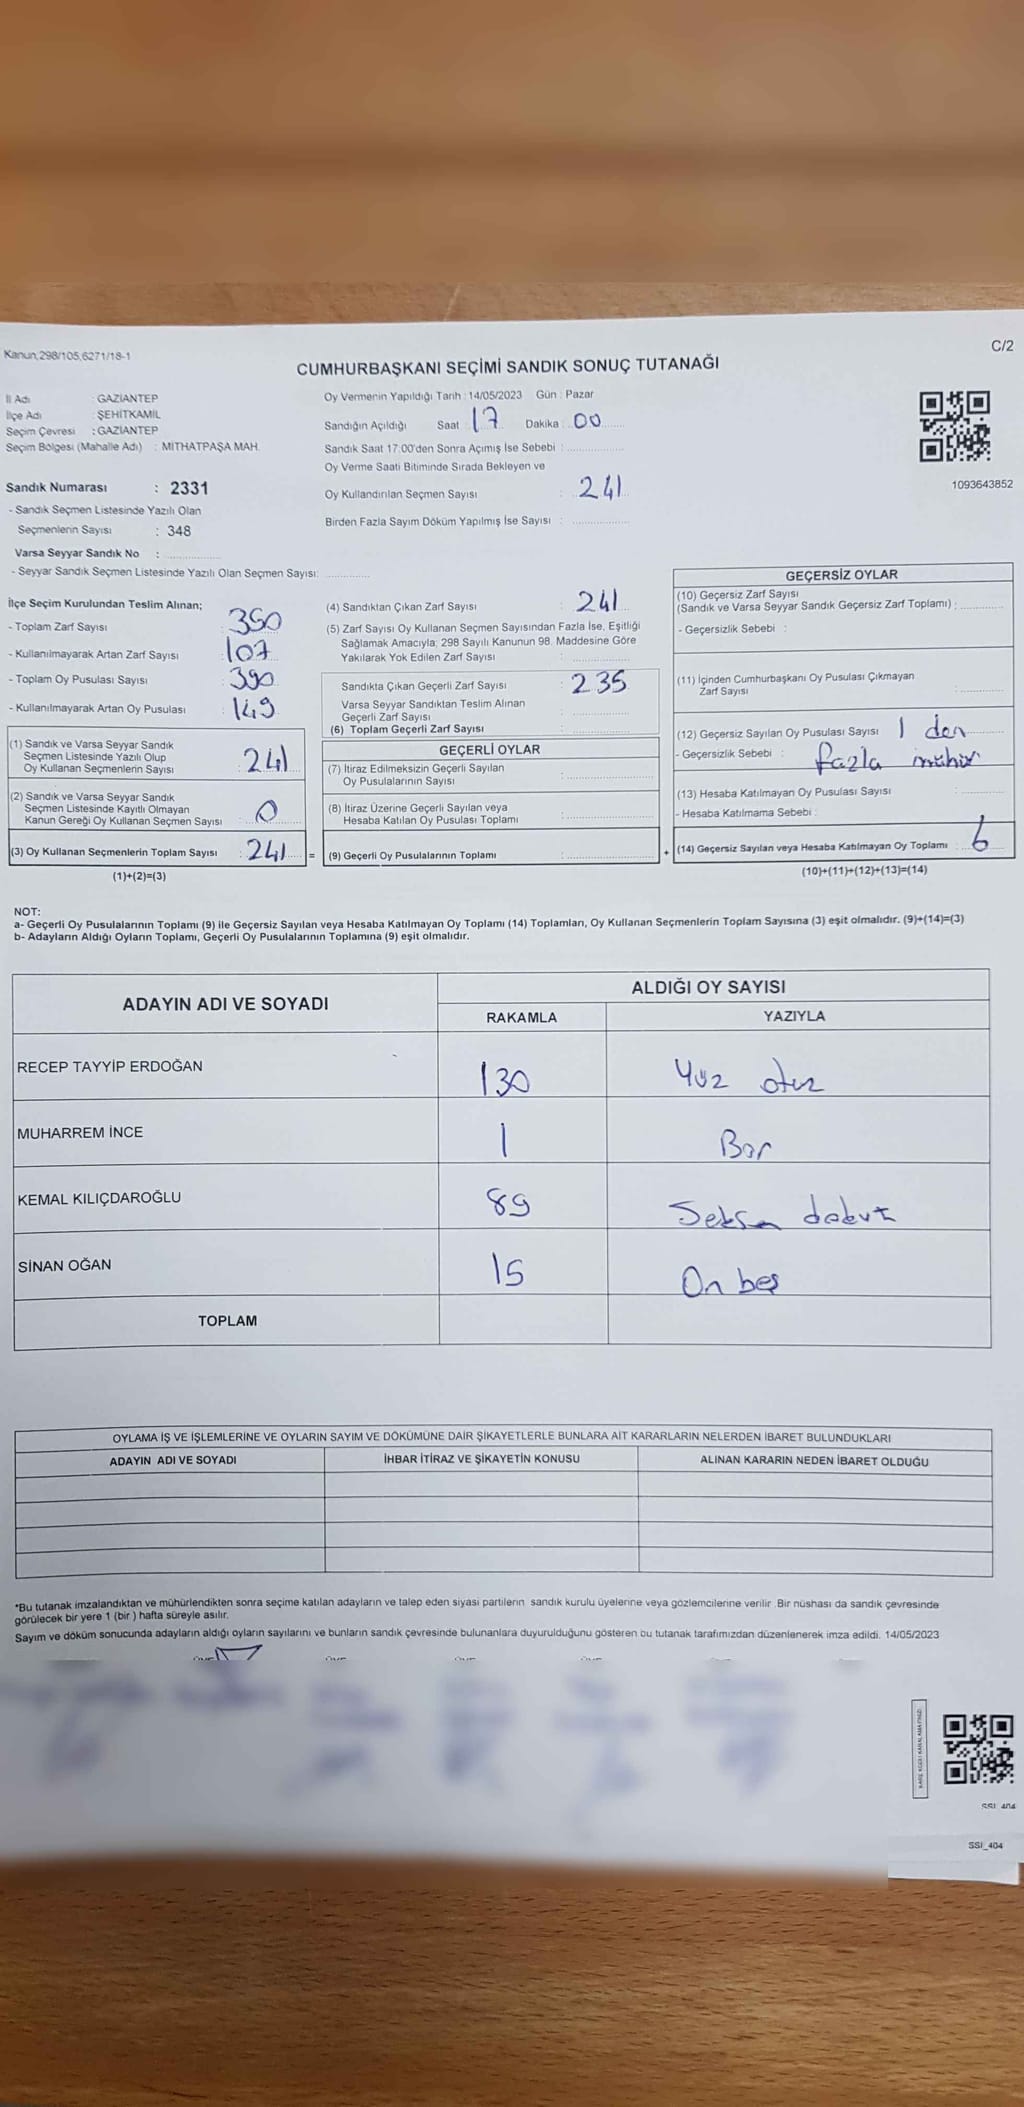 Kanun,298/105,6271/18-1
C/2
CUMHURBAŞKANI SEÇİMİ SANDIK SONUÇ TUTANAĞI
İl Adı : GAZİANTEP
İlçe Adı : ŞEHİTKAMİL
Seçim Çevresi : GAZİANTEP
Seçim Bölgesi (Mahalle Adı) : MİTHATPAŞA MAH.
Sandık Numarası : 2331
- Sandık Seçmen Listesinde Yazılı Olan
Seçmenlerin Sayısı : 348
Varsa Seyyar Sandık No :
- Seyyar Sandık Seçmen Listesinde Yazılı Olan Seçmen Sayısı:
Oy Vermenin Yapıldığı Tarih : 14/05/2023 Gün : Pazar
Sandığın Açıldığı Saat 17 Dakika : 00
Sandık Saat 17:00'den Sonra Açımış İse Sebebi :
Oy Verme Saati Bitiminde Sırada Bekleyen ve
Oy Kullandırılan Seçmen Sayısı : 241
Birden Fazla Sayım Döküm Yapılmış İse Sayısı :
1093643852
İlçe Seçim Kurulundan Teslim Alınan;
- Toplam Zarf Sayısı : 350
- Kullanılmayarak Artan Zarf Sayısı : 107
- Toplam Oy Pusulası Sayısı : 390
- Kullanılmayarak Artan Oy Pusulası : 149
(1) Sandık ve Varsa Seyyar Sandık
Seçmen Listesinde Yazılı Olup
Oy Kullanan Seçmenlerin Sayısı : 241
(2) Sandık ve Varsa Seyyar Sandık
Seçmen Listesinde Kayıtlı Olmayan
Kanun Gereği Oy Kullanan Seçmen Sayısı : 0
(3) Oy Kullanan Seçmenlerin Toplam Sayısı : 241 =
(1)+(2)=(3)
(4) Sandıktan Çıkan Zarf Sayısı : 241
(5) Zarf Sayısı Oy Kullanan Seçmen Sayısından Fazla İse, Eşitliği
Sağlamak Amacıyla, 298 Sayılı Kanunun 98. Maddesine Göre
Yakılarak Yok Edilen Zarf Sayısı :
Sandıkta Çıkan Geçerli Zarf Sayısı : 235
Varsa Seyyar Sandıktan Teslim Alınan
Geçerli Zarf Sayısı :
(6) Toplam Geçerli Zarf Sayısı :
GEÇERLİ OYLAR
(7) İtiraz Edilmeksizin Geçerli Sayılan
Oy Pusulalarının Sayısı :
(8) İtiraz Üzerine Geçerli Sayılan veya
Hesaba Katılan Oy Pusulası Toplamı :
(9) Geçerli Oy Pusulalarının Toplamı : +
GEÇERSİZ OYLAR
(10) Geçersiz Zarf Sayısı
(Sandık ve Varsa Seyyar Sandık Geçersiz Zarf Toplamı) :
- Geçersizlik Sebebi :
(11) İçinden Cumhurbaşkanı Oy Pusulası Çıkmayan
Zarf Sayısı :
(12) Geçersiz Sayılan Oy Pusulası Sayısı : 1 den
- Geçersizlik Sebebi : fazla mühür
(13) Hesaba Katılmayan Oy Pusulası Sayısı :
- Hesaba Katılmama Sebebi :
(14) Geçersiz Sayılan veya Hesaba Katılmayan Oy Toplamı : 6
(10)+(11)+(12)+(13)=(14)
NOT:
a- Geçerli Oy Pusulalarının Toplamı (9) ile Geçersiz Sayılan veya Hesaba Katılmayan Oy Toplamı (14) Toplamları, Oy Kullanan Seçmenlerin Toplam Sayısına (3) eşit olmalıdır. (9)+(14)=(3)
b- Adayların Aldığı Oyların Toplamı, Geçerli Oy Pusulalarının Toplamına (9) eşit olmalıdır.
ADAYIN ADI VE SOYADI ALDIĞI OY SAYISI
RAKAMLA YAZIYLA
RECEP TAYYİP ERDOĞAN 130 Yüz otuz
MUHARREM İNCE 1 Bir
KEMAL KILIÇDAROĞLU 89 Seksen dokuz
SİNAN OĞAN 15 On beş
TOPLAM
OYLAMA İŞ VE İŞLEMLERİNE VE OYLARIN SAYIM VE DÖKÜMÜNE DAİR ŞİKAYETLERLE BUNLARA AİT KARARLARIN NELERDEN İBARET BULUNDUKLARI
ADAYIN ADI VE SOYADI İHBAR İTİRAZ VE ŞİKAYETİN KONUSU ALINAN KARARIN NEDEN İBARET OLDUĞU
*Bu tutanak imzalandıktan ve mühürlendikten sonra seçime katılan adayların ve talep eden siyasi partilerin sandık kurulu üyelerine veya gözlemcilerine verilir .Bir nüshası da sandık çevresinde
görülecek bir yere 1 (bir ) hafta süreyle asılır.
Sayım ve döküm sonucunda adayların aldığı oyların sayılarını ve bunların sandık çevresinde bulunanlara duyurulduğunu gösteren bu tutanak tarafımızdan düzenlenerek imza edildi. 14/05/2023
SSI_404
SSI_404